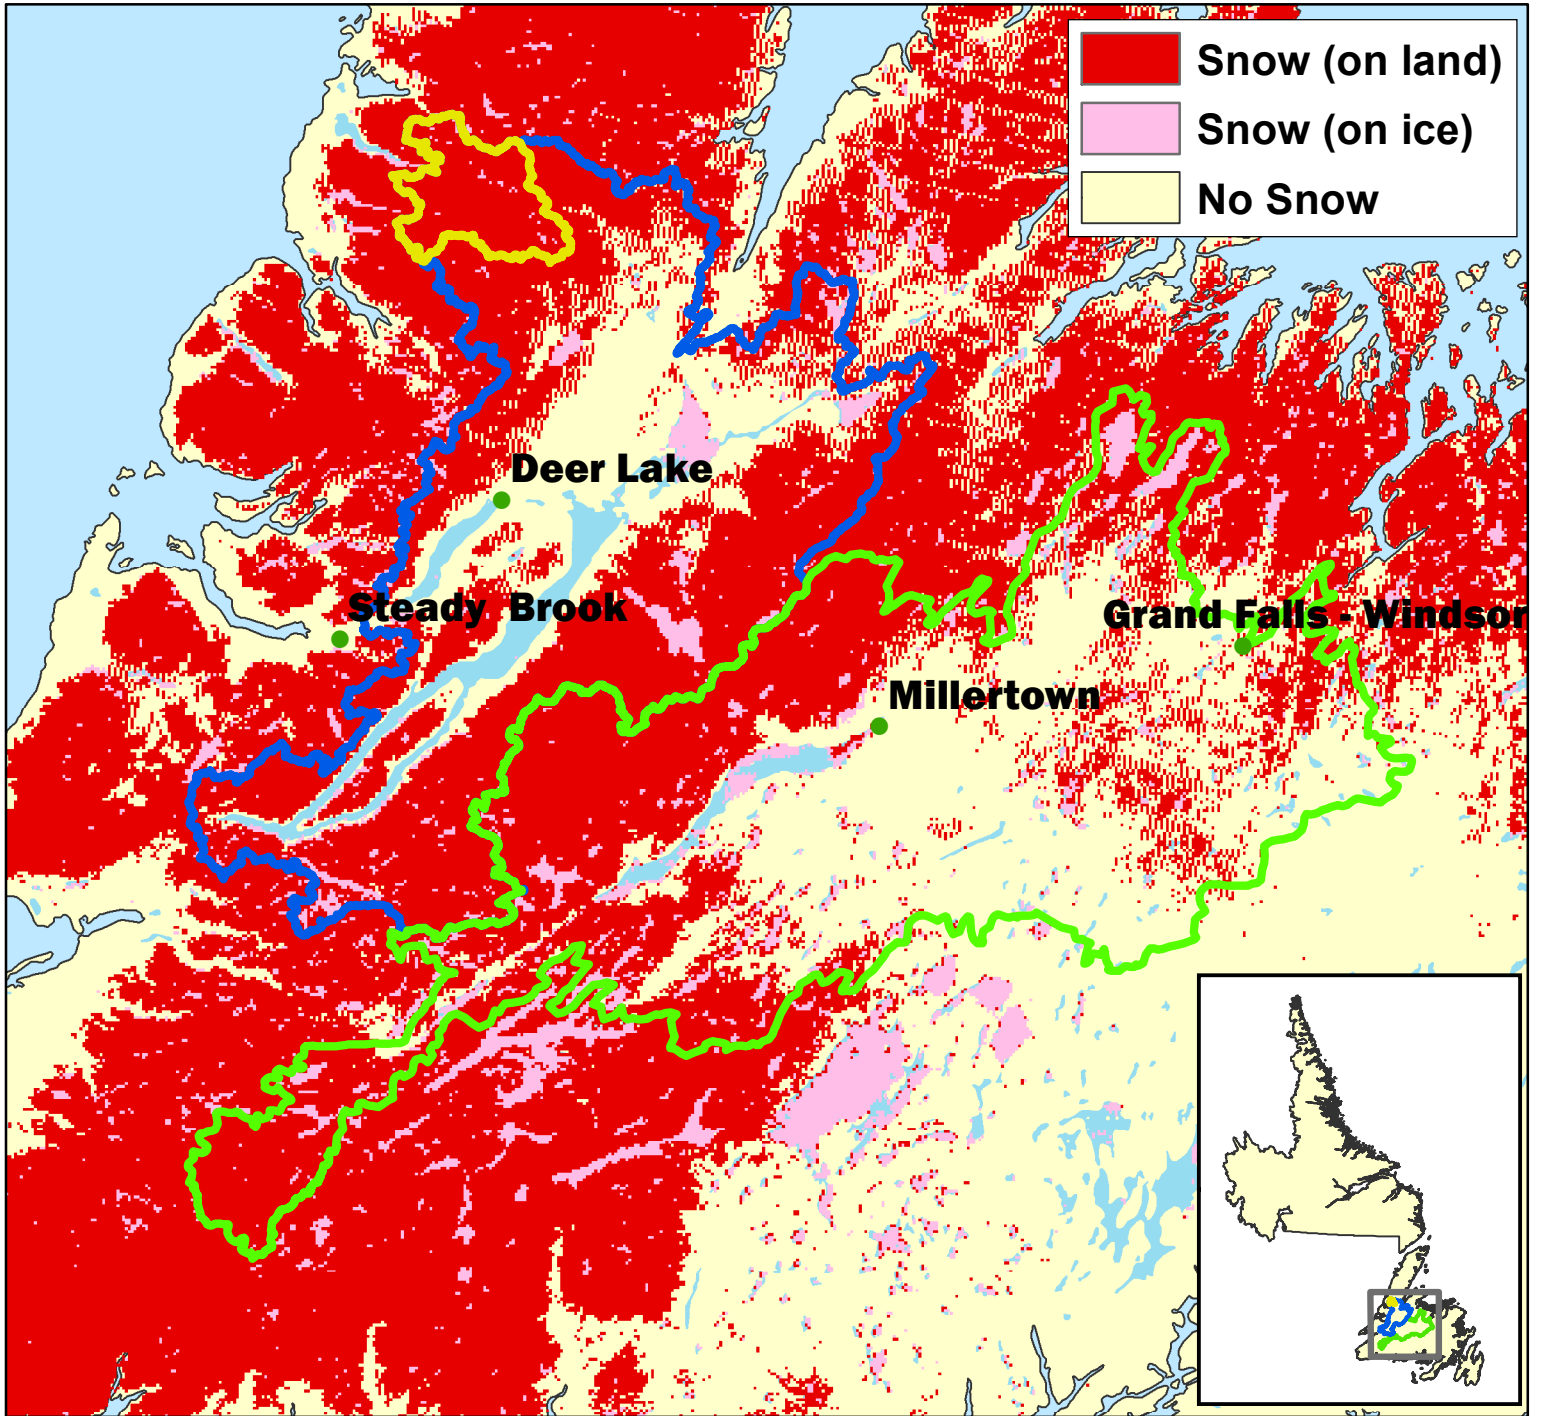 Snow (on land)
Snow (on ice)
No Snow
Deer Lake
Steady Brook
Grand Falls - Windsor
Millertown